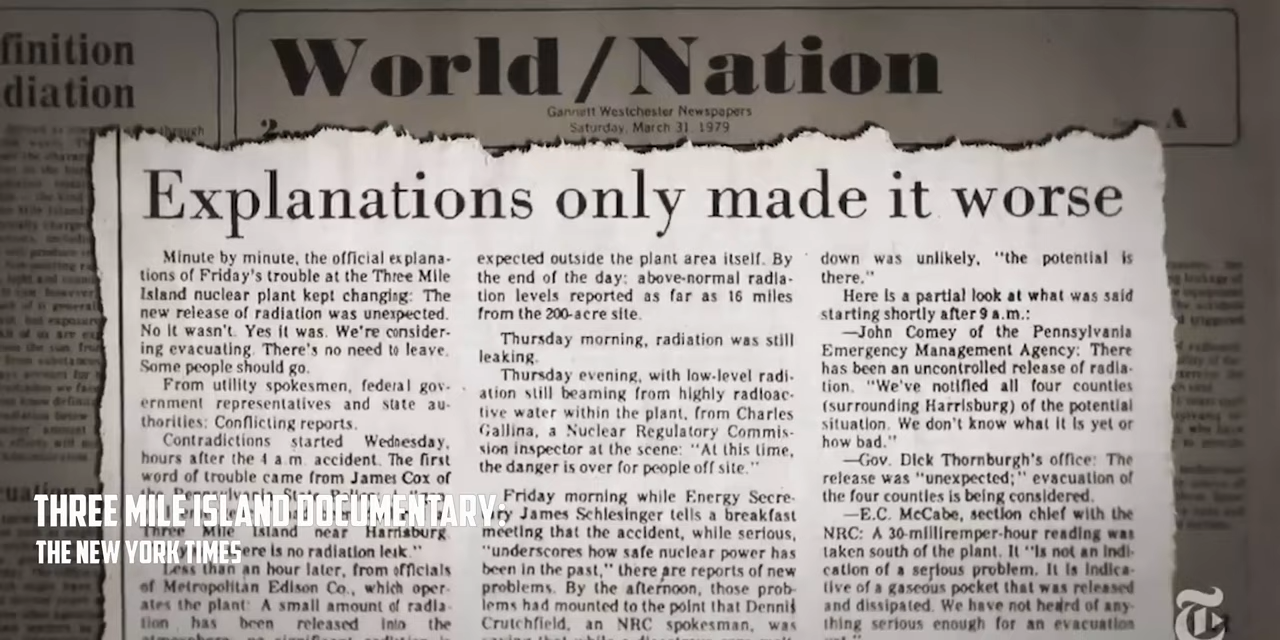 finition
diation
World/Nation
Gannett Westchester Newspapers
Saturday, March 31, 1979
2
through
A
Explanations only made it worse
Minute by minute, the official explana-
tions of Friday's trouble at the Three Mile
Island nuclear plant kept changing: The
new release of radiation was unexpected.
No it wasn't. Yes it was. We're consider-
ing evacuating. There's no need to leave.
Some people should go.
From utility spokesmen, federal gov-
ernment representatives and state au-
thorities: Conflicting reports.
Contradictions started Wednesday,
hours after the 4 a m. accident. The first
word of trouble came from James Cox of
Three Mile Island near Harrisburg
ere is no radiation leak."
Less than an hour later, from officials
of Metropolitan Edison Co., which oper-
ates the plant: A small amount of radia-
tion has been released into the
expected outside the plant area itself. By
the end of the day: above-normal radia-
tion levels reported as far as 16 miles
from the 200-acre site.
Thursday morning, radiation was still
leaking.
Thursday evening, with low-level radi-
ation still beaming from highly radioac-
tive water within the plant, from Charles
Gallina, a Nuclear Regulatory Commis-
sion inspector at the scene: "At this time,
the danger is over for people off site."
Friday morning while Energy Secre-
ry James Schlesinger tells a breakfast
meeting that the accident, while serious,
"underscores how safe nuclear power has
been in the past," there are reports of new
problems. By the afternoon, those prob-
lems had mounted to the point that Dennis
Crutchfield, an NRC spokesman, was
down was unlikely, "the potential is
there."
Here is a partial look at what was said
starting shortly after 9 a.m.:
—John Comey of the Pennsylvania
Emergency Management Agency: There
has been an uncontrolled release of radia-
tion. "We've notified all four counties
(surrounding Harrisburg) of the potential
situation. We don't know what it is yet or
how bad."
—Gov. Dick Thornburgh's office: The
release was "unexpected;" evacuation of
the four counties is being considered.
—E.C. McCabe, section chief with the
NRC: A 30-millirem-per-hour reading was
taken south of the plant. It "is not an indi-
cation of a serious problem. It is indica-
tive of a gaseous pocket that was released
and dissipated. We have not heard of any-
thing serious enough for an evacuation
THREE MILE ISLAND DOCUMENTARY:
THE NEW YORK TIMES
T